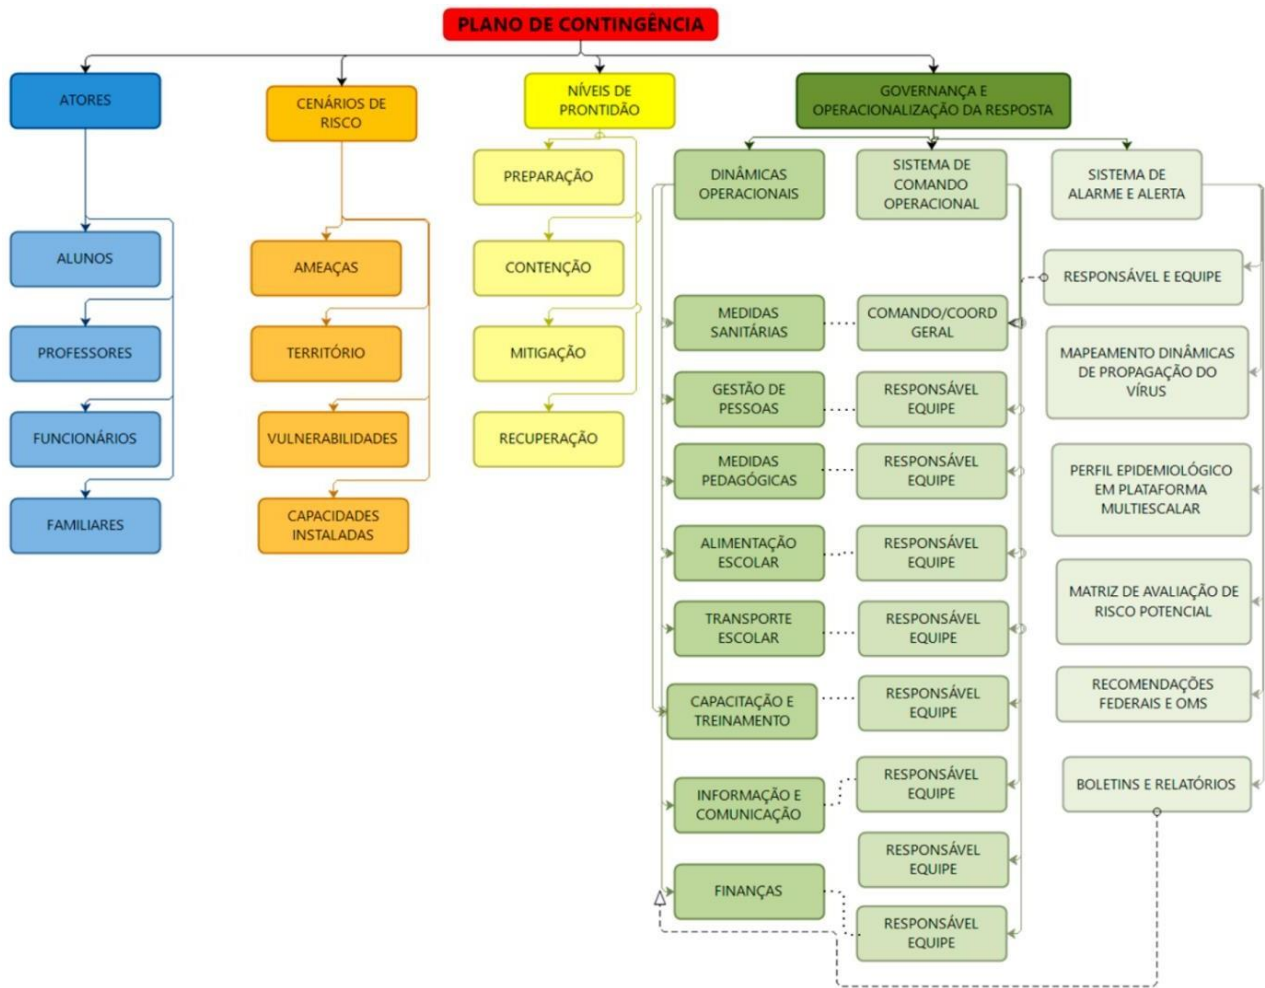 PLANO DE CONTINGÊNCIA
ATORES
CENÁRIOS DE
RISCO
NÍVEIS DE
PRONTIDÃO
GOVERNANÇA E
OPERACIONALIZAÇÃO DA RESPOSTA
ALUNOS
PROFESSORES
FUNCIONÁRIOS
FAMILIARES
AMEAÇAS
TERRITÓRIO
VULNERABILIDADES
CAPACIDADES
INSTALADAS
PREPARAÇÃO
CONTENÇÃO
MITIGAÇÃO
RECUPERAÇÃO
DINÂMICAS
OPERACIONAIS
MEDIDAS
SANITÁRIAS
GESTÃO DE
PESSOAS
MEDIDAS
PEDAGÓGICAS
ALIMENTAÇÃO
ESCOLAR
TRANSPORTE
ESCOLAR
CAPACITAÇÃO E
TREINAMENTO
INFORMAÇÃO E
COMUNICAÇÃO
FINANÇAS
SISTEMA DE
COMANDO
OPERACIONAL
COMANDO/COORD
GERAL
RESPONSÁVEL
EQUIPE
RESPONSÁVEL
EQUIPE
RESPONSÁVEL
EQUIPE
RESPONSÁVEL
EQUIPE
RESPONSÁVEL
EQUIPE
RESPONSÁVEL
EQUIPE
RESPONSÁVEL
EQUIPE
RESPONSÁVEL
EQUIPE
SISTEMA DE
ALARME E ALERTA
RESPONSÁVEL E EQUIPE
MAPEAMENTO DINÂMICAS
DE PROPAGAÇÃO DO
VÍRUS
PERFIL EPIDEMIOLÓGICO
EM PLATAFORMA
MULTIESCALAR
MATRIZ DE AVALIAÇÃO DE
RISCO POTENCIAL
RECOMENDAÇÕES
FEDERAIS E OMS
BOLETINS E RELATÓRIOS